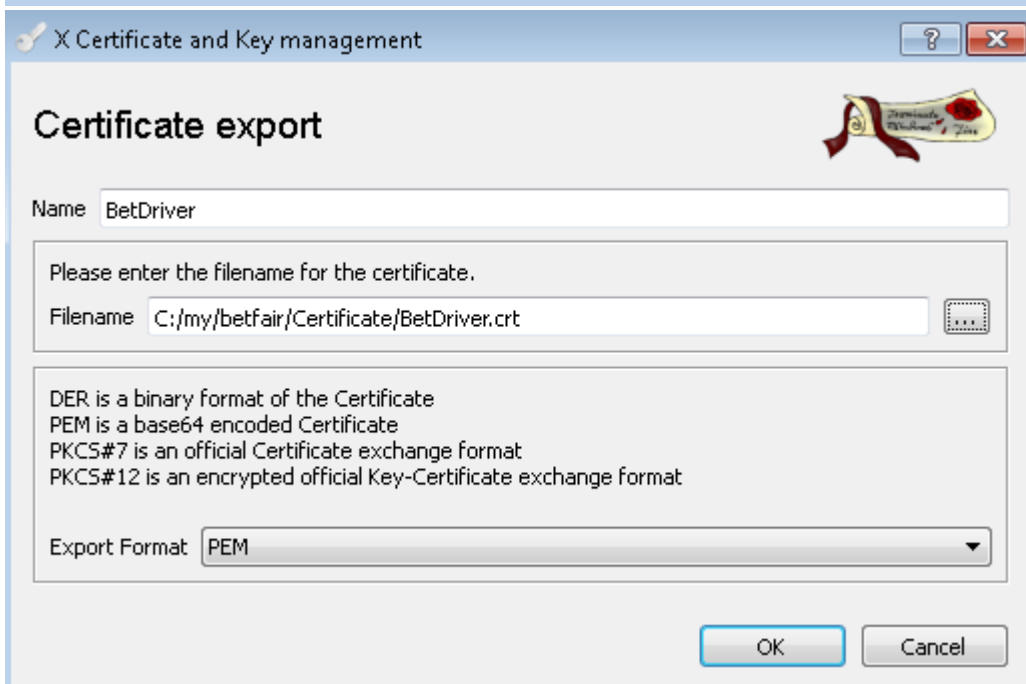 X Certificate and Key management
Certificate export
Name BetDriver
Please enter the filename for the certificate.
Filename C:/my/betfair/Certificate/BetDriver.crt ...
DER is a binary format of the Certificate
PEM is a base64 encoded Certificate
PKCS#7 is an official Certificate exchange format
PKCS#12 is an encrypted official Key-Certificate exchange format
Export Format PEM
OK Cancel